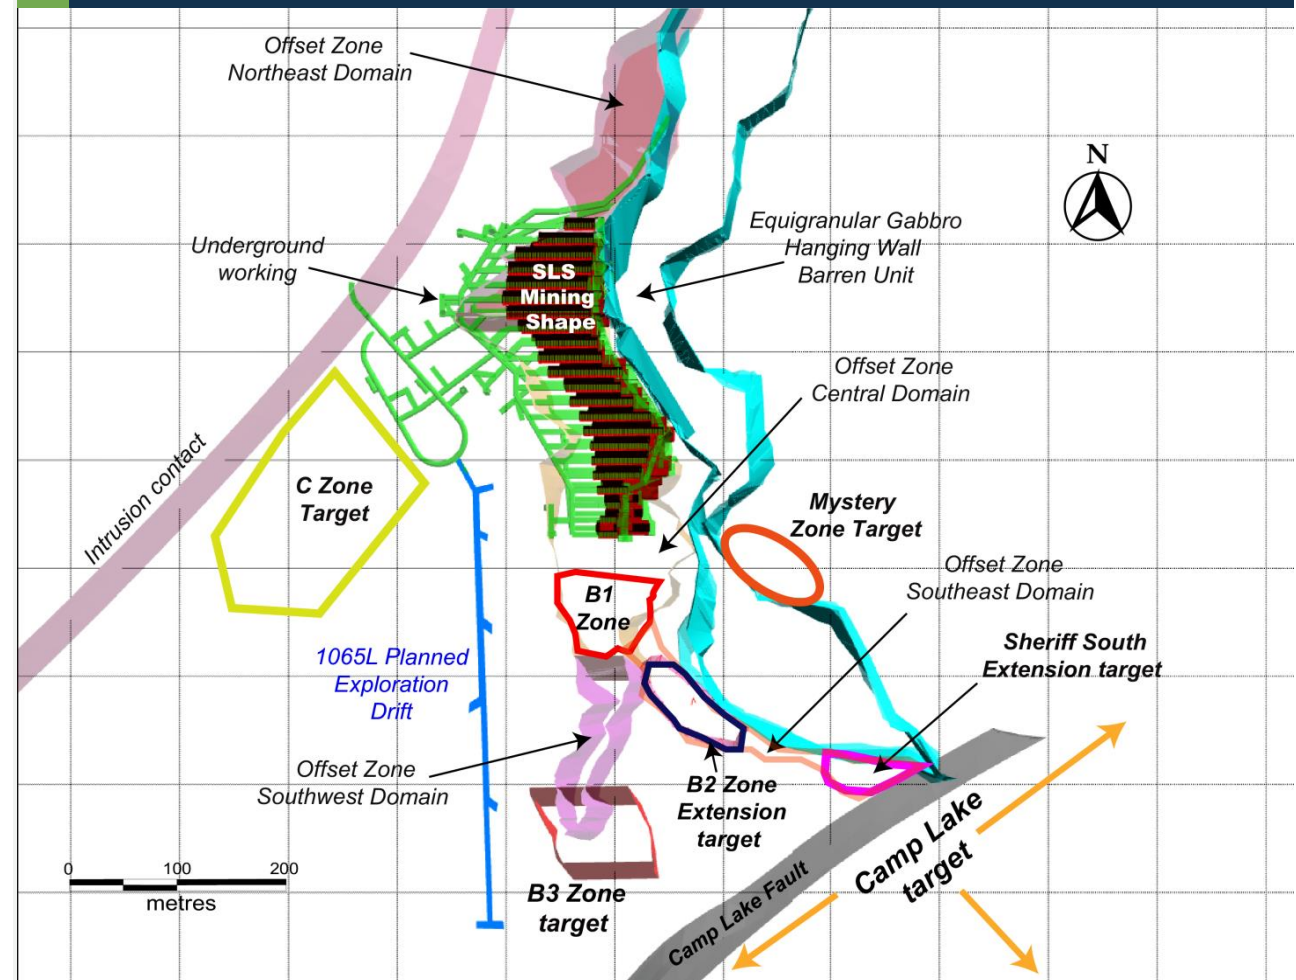 Offset Zone
Northeast Domain
N
Underground
working
SLS
Mining
Shape
Equigranular Gabbro
Hanging Wall
Barren Unit
Offset Zone
Central Domain
Intrusion contact
C Zone
Target
Mystery
Zone Target
Offset Zone
Southeast Domain
B1
Zone
Sheriff South
Extension target
1065L Planned
Exploration
Drift
Offset Zone
Southwest Domain
B2 Zone
Extension
target
Camp Lake
target
0 100 200
metres
B3 Zone
target
Camp Lake Fault